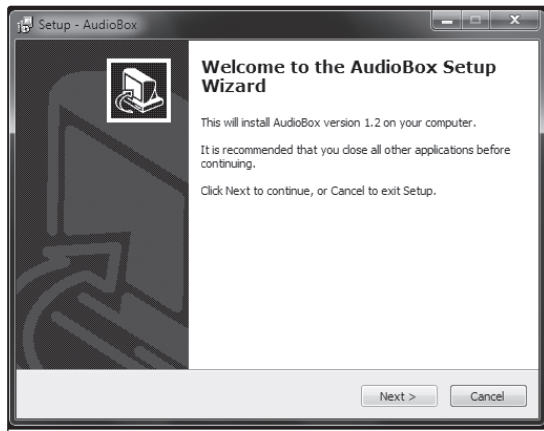 Setup - AudioBox
Welcome to the AudioBox Setup
Wizard
This will install AudioBox version 1.2 on your computer.
It is recommended that you close all other applications before
continuing.
Click Next to continue, or Cancel to exit Setup.
Next >
Cancel